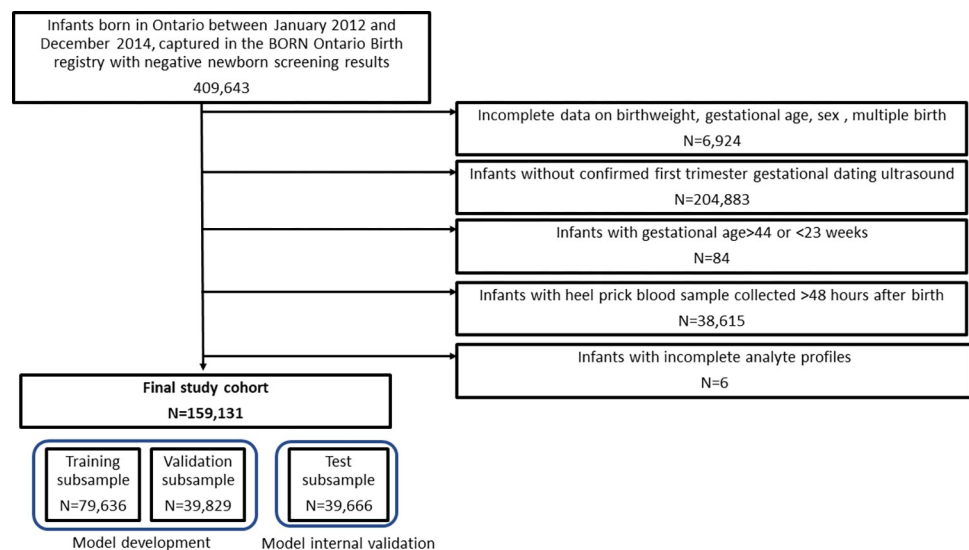 Infants born in Ontario between January 2012 and
December 2014, captured in the BORN Ontario Birth
registry with negative newborn screening results
409,643
Incomplete data on birthweight, gestational age, sex , multiple birth
N=6,924
Infants without confirmed first trimester gestational dating ultrasound
N=204,883
Infants with gestational age>44 or <23 weeks
N=84
Infants with heel prick blood sample collected >48 hours after birth
N=38,615
Infants with incomplete analyte profiles
N=6
Final study cohort
N=159,131
Training
subsample
N=79,636
Validation
subsample
N=39,829
Test
subsample
N=39,666
Model development
Model internal validation